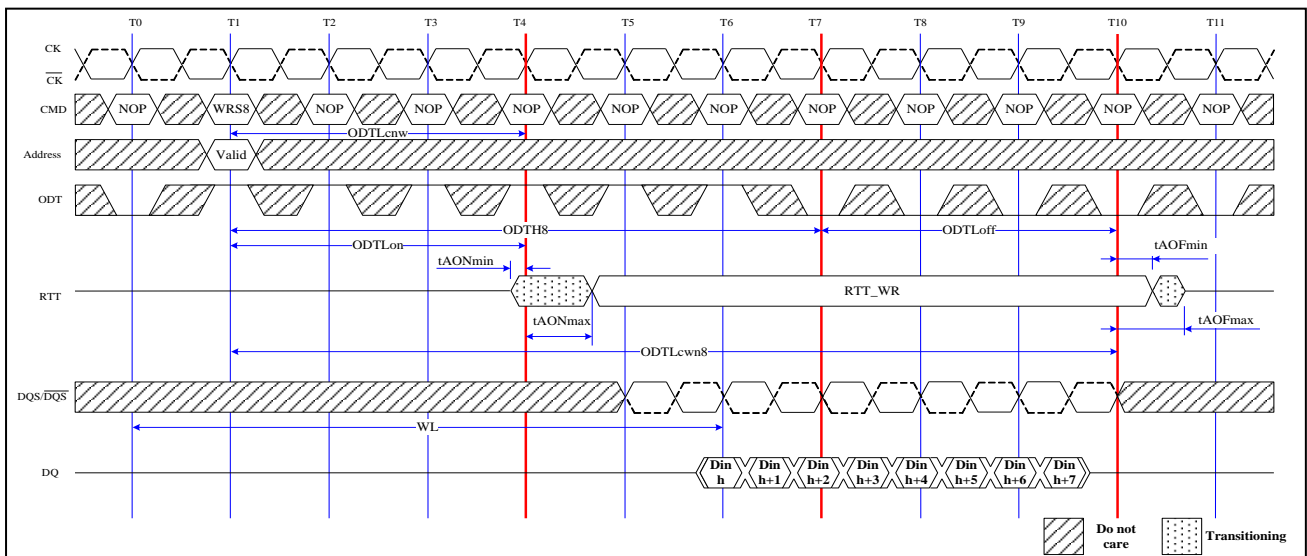 T0 T1 T2 T3 T4 T5 T6 T7 T8 T9 T10 T11
CK
CK
CMD NOP WRS8 NOP NOP NOP NOP NOP NOP NOP NOP NOP NOP
ODTLcnw
Address Valid
ODT
ODTH8 ODTLoff
ODTLon
tAONmin tAOFmin
RTT RTT_WR
tAONmax tAOFmax
ODTLcwn8
DQS/DQS
WL
DQ Din h Din h+1 Din h+2 Din h+3 Din h+4 Din h+5 Din h+6 Din h+7
Do not care Transitioning